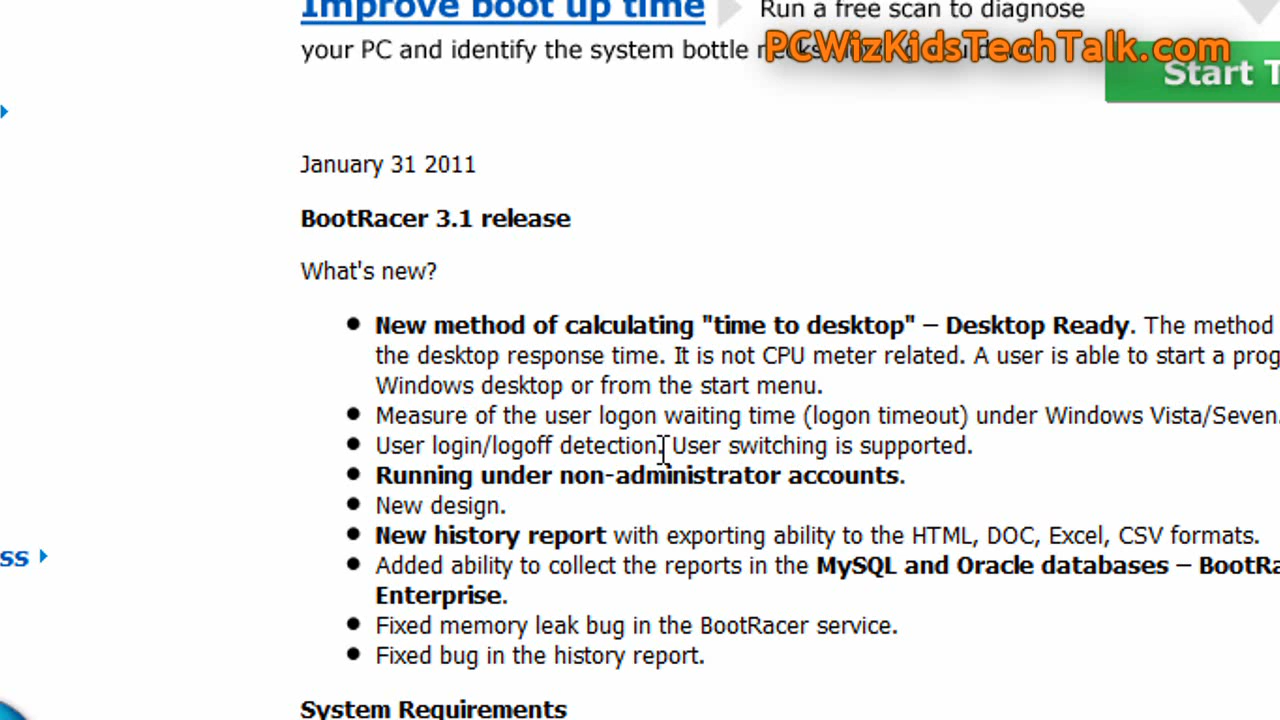 Improve boot up time Run a free scan to diagnose
your PC and identify the system bottle
PCWizKidsTechTalk.com
Start T
January 31 2011
BootRacer 3.1 release
What's new?
New method of calculating "time to desktop" – Desktop Ready. The method
the desktop response time. It is not CPU meter related. A user is able to start a prog
Windows desktop or from the start menu.
Measure of the user logon waiting time (logon timeout) under Windows Vista/Seven.
User login/logoff detection. User switching is supported.
Running under non-administrator accounts.
New design.
New history report with exporting ability to the HTML, DOC, Excel, CSV formats.
ss
Added ability to collect the reports in the MySQL and Oracle databases – BootRa
Enterprise.
Fixed memory leak bug in the BootRacer service.
Fixed bug in the history report.
System Requirements